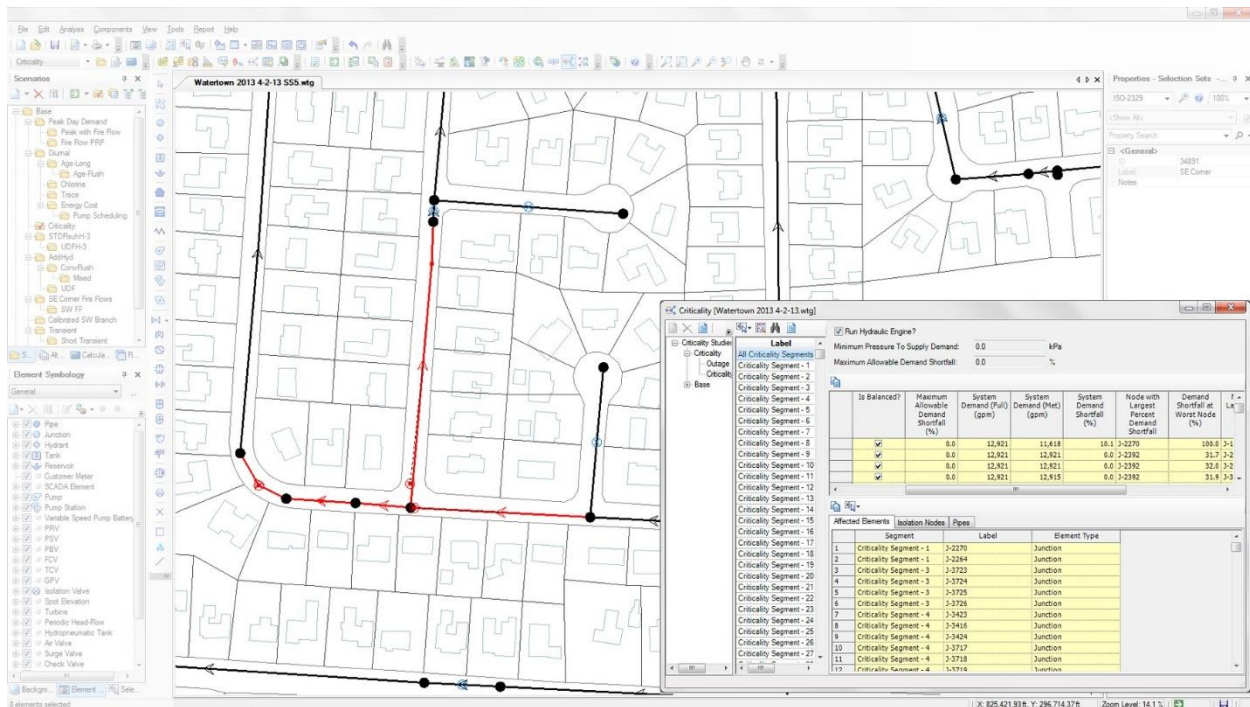 File Edit Analysis Components View Tools Report Help
Criticality
Scenarios
Base
Peak Day Demand
Peak with Fire Flow
Fire Flow PRP
Diurnal
Age-Long
Age-Flush
Chlorine
Trace
Energy Cost
Pump Scheduling
Criticality
STDRauhH-3
UDFH-3
AddHyd
ConvFlush
Mixed
UDF
SE Corner Fire Flows
SW FF
Calibrated SW Branch
Transient
Short Transient
S... Alt... Calcula... Fl...
Element Symbology
General
Pipe
Junction
Hydrant
Tank
Reservoir
Customer Meter
SCADA Element
Pump
Pump Station
Variable Speed Pump Battery
PRV
PSV
PBV
FCV
TCV
GPV
Isolation Valve
Spot Elevation
Turbine
Periodic Head-Flow
Hydropneumatic Tank
Air Valve
Surge Valve
Check Valve
Backgro... Element ... Sele...
8 elements selected
Watertown 2013 4-2-13 SS5.wtg
Properties - Selection Sets - ...
ISO-2329 100%
<Show All>
Property Search
<General>
ID 34891
Label SE Corner
Notes
Criticality [Watertown 2013 4-2-13.wtg]
Criticality Studies
Criticality
Outage
Criticality
Base
Label
All Criticality Segments
Criticality Segment - 1
Criticality Segment - 2
Criticality Segment - 3
Criticality Segment - 4
Criticality Segment - 5
Criticality Segment - 6
Criticality Segment - 7
Criticality Segment - 8
Criticality Segment - 9
Criticality Segment - 10
Criticality Segment - 11
Criticality Segment - 12
Criticality Segment - 13
Criticality Segment - 14
Criticality Segment - 15
Criticality Segment - 16
Criticality Segment - 17
Criticality Segment - 18
Criticality Segment - 19
Criticality Segment - 20
Criticality Segment - 21
Criticality Segment - 22
Criticality Segment - 23
Criticality Segment - 24
Criticality Segment - 25
Criticality Segment - 26
Criticality Segment - 27
Run Hydraulic Engine?
Minimum Pressure To Supply Demand: 0.0 kPa
Maximum Allowable Demand Shortfall: 0.0 %
Is Balanced? Maximum Allowable Demand Shortfall (%) System Demand (Full) (gpm) System Demand (Met) (gpm) System Demand Shortfall (%) Node with Largest Percent Demand Shortfall Demand Shortfall at Worst Node (%)
0.0 12,921 11,618 10.1 J-2270 100.0 J-1
0.0 12,921 12,921 0.0 J-2392 31.7 J-2
0.0 12,921 12,921 0.0 J-2392 32.0 J-2
0.0 12,921 12,915 0.0 J-2392 31.9 J-3
Affected Elements Isolation Nodes Pipes
Segment Label Element Type
1 Criticality Segment - 1 J-2270 Junction
2 Criticality Segment - 1 J-2264 Junction
3 Criticality Segment - 3 J-3723 Junction
4 Criticality Segment - 3 J-3724 Junction
5 Criticality Segment - 3 J-3725 Junction
6 Criticality Segment - 3 J-3726 Junction
7 Criticality Segment - 4 J-3423 Junction
8 Criticality Segment - 4 J-3416 Junction
9 Criticality Segment - 4 J-3424 Junction
10 Criticality Segment - 4 J-3717 Junction
11 Criticality Segment - 4 J-3718 Junction
12 Criticality Segment - 4 J-3719 Junction
X: 825,421.93 ft, Y: 296,714.37 ft Zoom Level: 14.1 %